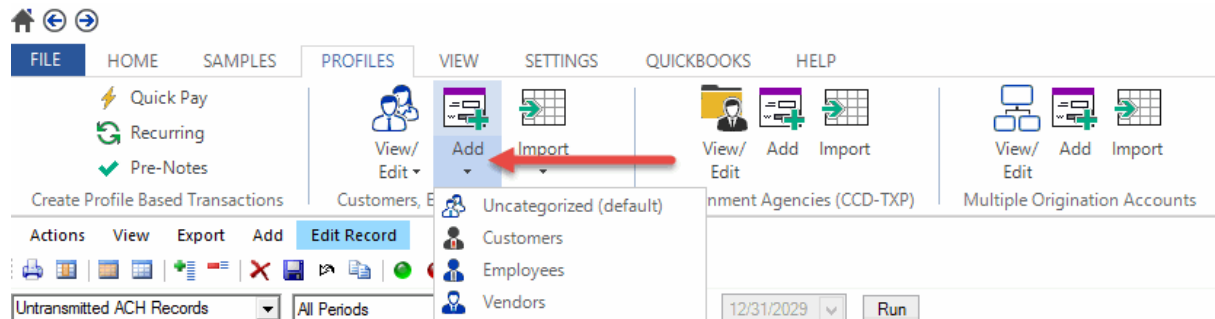 FILE HOME SAMPLES PROFILES VIEW SETTINGS QUICKBOOKS HELP
Quick Pay
Recurring
Pre-Notes
View/ Edit
Add
Import
View/ Edit
Add
Import
View/ Edit
Add
Import
Create Profile Based Transactions
Customers, E
nment Agencies (CCD-TXP)
Multiple Origination Accounts
Uncategorized (default)
Customers
Employees
Vendors
Actions View Export Add Edit Record
Untransmitted ACH Records All Periods 12/31/2029 Run